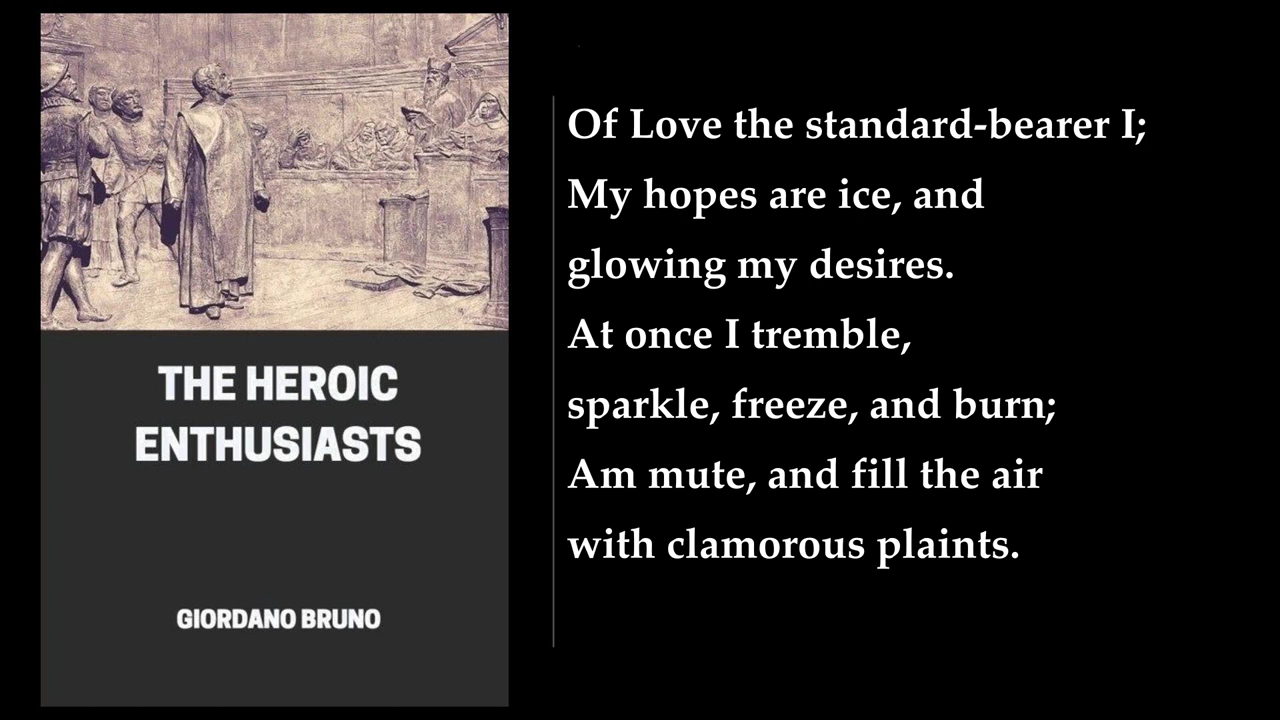 THE HEROIC
ENTHUSIASTS
GIORDANO BRUNO
Of Love the standard-bearer I;
My hopes are ice, and
glowing my desires.
At once I tremble,
sparkle, freeze, and burn;
Am mute, and fill the air
with clamorous plaints.